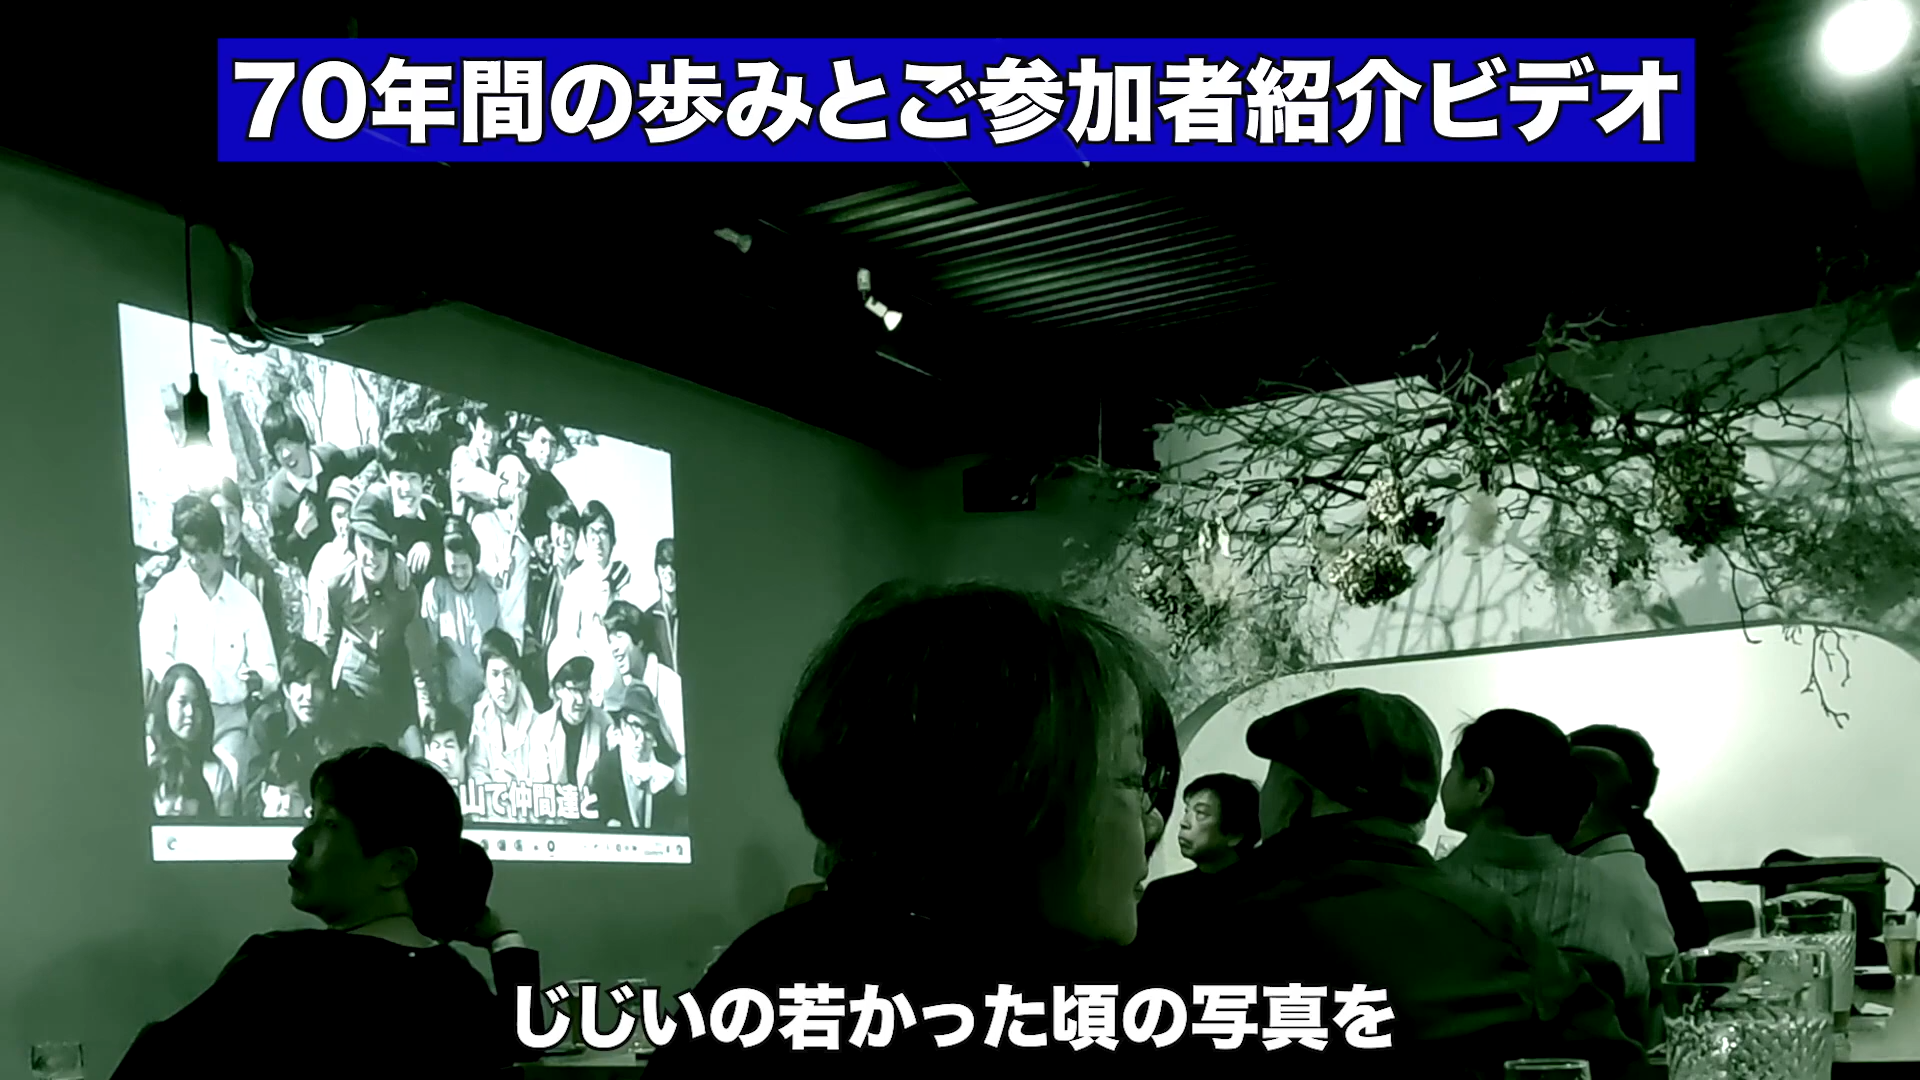 70年間の歩みとご参加者紹介ビデオ
山で仲間達と
じじいの若かった頃の写真を